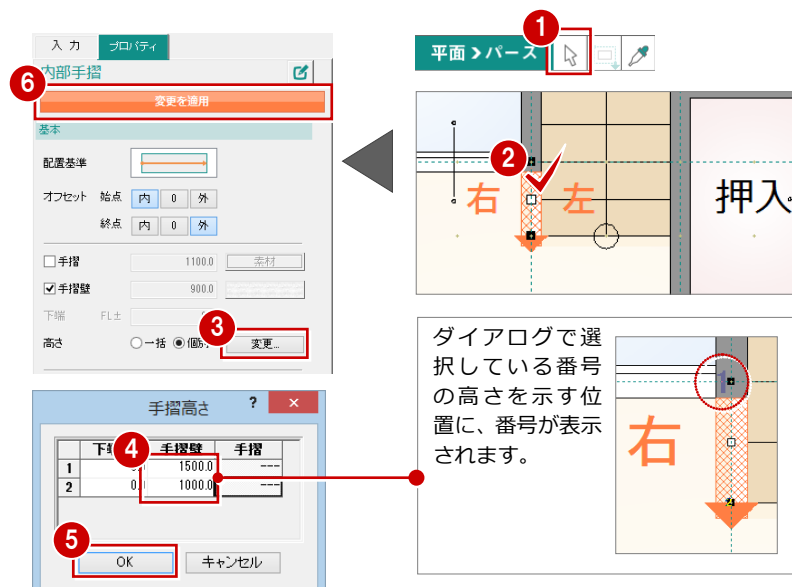 入 力 プロパティ
内部手摺
6
変更を適用
基本
配置基準
オフセット 始点 内 0 外
終点 内 0 外
手摺 1100.0 素材
手摺壁 900.0
下端 FL±
3
高さ 一括 変更...
1
平面 パース
2
右 左 押入
手摺高さ ? ×
4
手摺壁 手摺
1 1500.0 ---
2 1000.0 ---
5
OK キャンセル
ダイアログで選
択している番号
の高さを示す位
置に、番号が表示
されます。
1
右